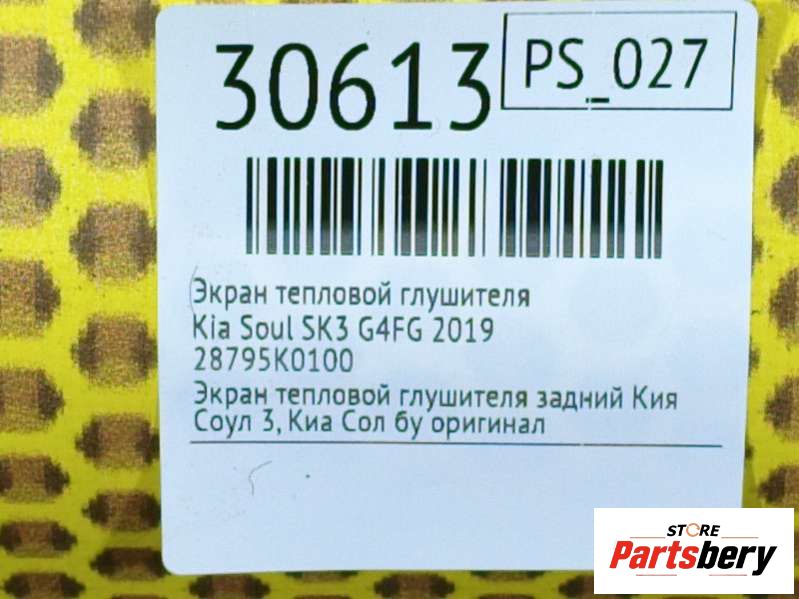 30613
PS_027
Экран тепловой глушителя
Kia Soul SK3 G4FG 2019
28795K0100
Экран тепловой глушителя задний Кия
Соул 3, Киа Сол бу оригинал
STORE
Partsbery